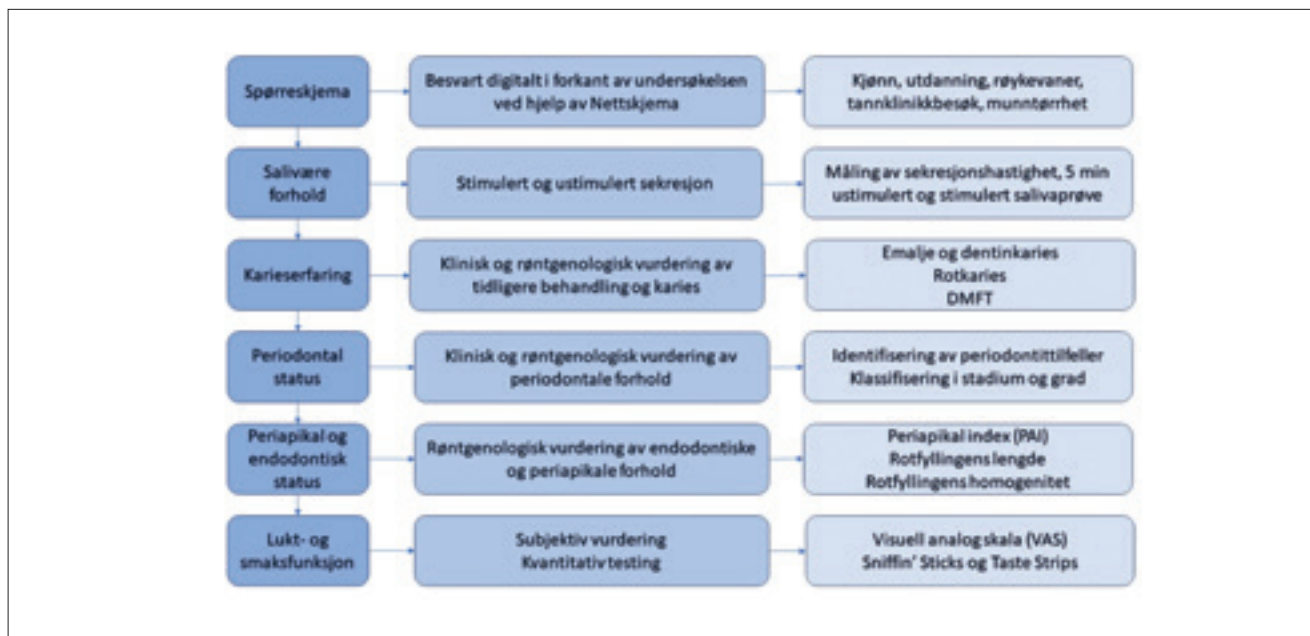 Spørreskjema
Besvart digitalt i forkant av undersøkelsen
ved hjelp av Nettskjema
Kjønn, utdanning, røykevaner,
tannklinikkbesøk, munntørrhet
Salivære
forhold
Stimulert og ustimulert sekresjon
Måling av sekresjonshastighet, 5 min
ustimulert og stimulert salivaprøve
Karieserfaring
Klinisk og røntgenologisk vurdering av
tidligere behandling og karies
Emalje og dentinkaries
Rotkaries
DMFT
Periodontal
status
Klinisk og røntgenologisk vurdering av
periodontale forhold
Identifisering av periodontittilfeller
Klassifisering i stadium og grad
Periapikal og
endodontisk
status
Røntgenologisk vurdering av endodontiske
og periapikale forhold
Periapikal index (PAI)
Rotfyllingens lengde
Rotfyllingens homogenitet
Lukt- og
smaksfunksjon
Subjektiv vurdering
Kvantitativ testing
Visuell analog skala (VAS)
Sniffin' Sticks og Taste Strips